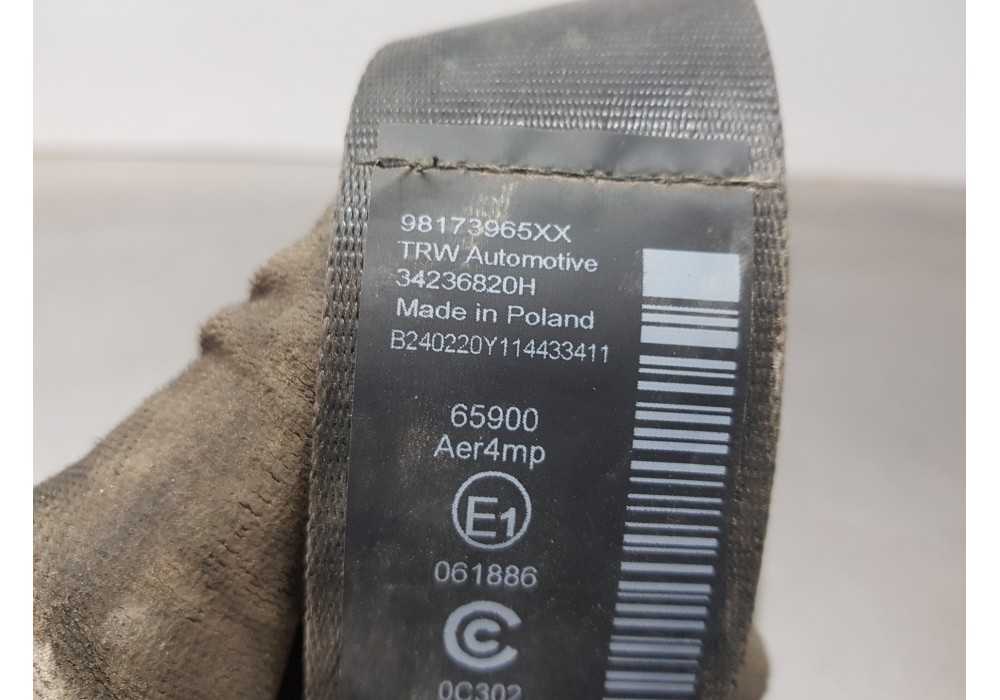 98173965XX
TRW Automotive
34236820H
Made in Poland
B240220Y114433411
65900
Aer4mp
E1
061886
0C302